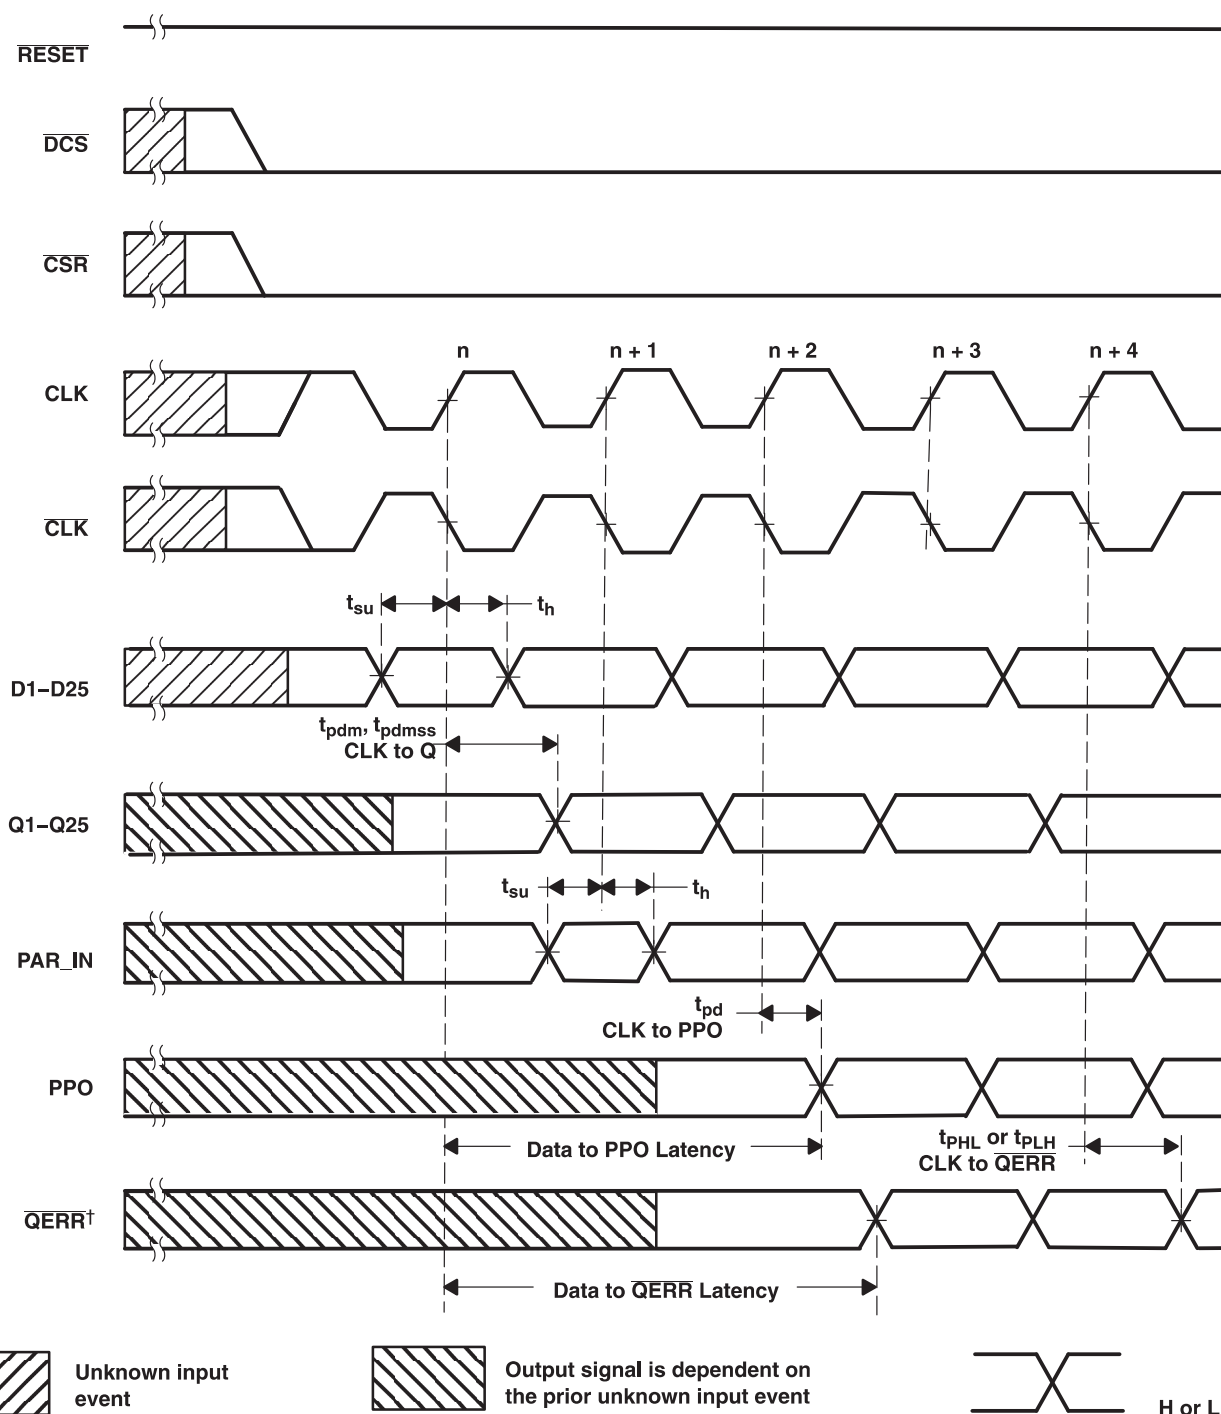 RESET
DCS
CSR
n n + 1 n + 2 n + 3 n + 4
CLK
CLK
tsu th
D1–D25
tpdm, tpdmss
CLK to Q
Q1–Q25
tsu th
PAR_IN
tpd
CLK to PPO
PPO
Data to PPO Latency
tPHL or tPLH
CLK to QERR
QERR†
Data to QERR Latency
Unknown input
event
Output signal is dependent on
the prior unknown input event
H or L